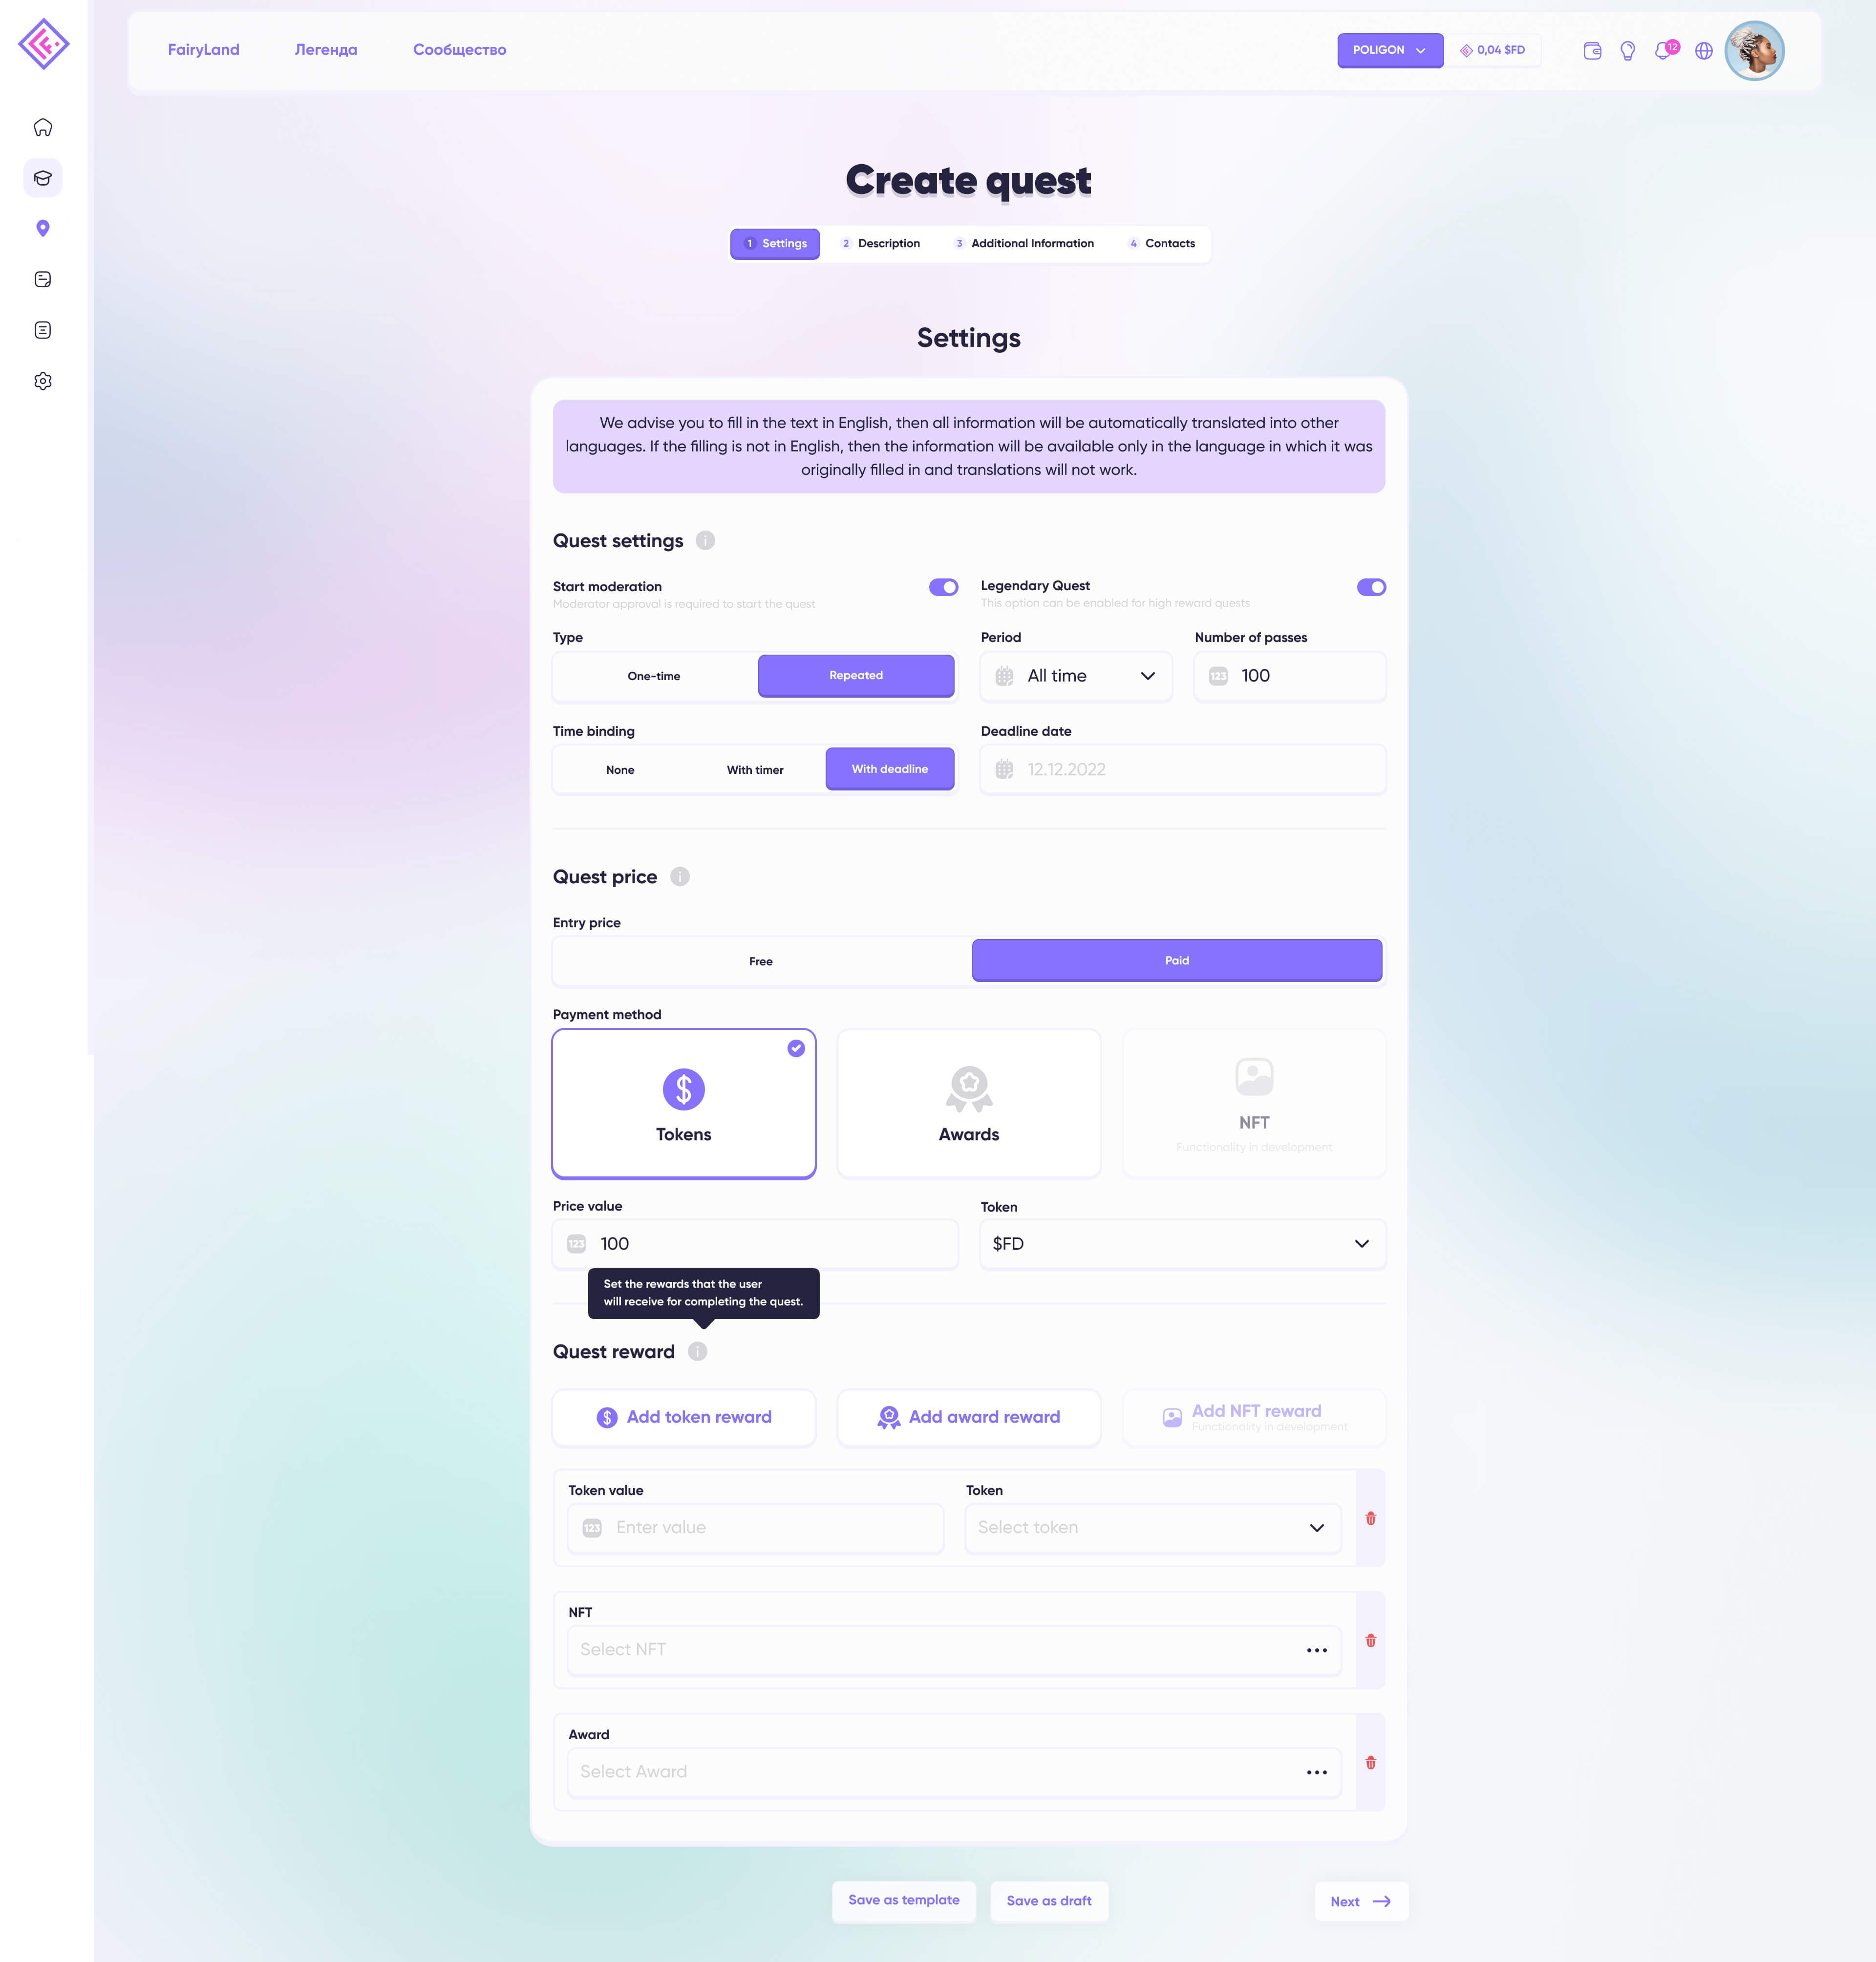 FairyLand
Легенда
Сообщество
POLIGON
0,04 $FD
12
Create quest
1 Settings
2 Description
3 Additional Information
4 Contacts
Settings
We advise you to fill in the text in English, then all information will be automatically translated into other
languages. If the filling is not in English, then the information will be available only in the language in which it was
originally filled in and translations will not work.
Quest settings
Start moderation
Moderator approval is required to start the quest
Legendary Quest
This option can be enabled for high reward quests
Type
One-time
Repeated
Period
All time
Number of passes
123 100
Time binding
None
With timer
With deadline
Deadline date
12.12.2022
Quest price
Entry price
Free
Paid
Payment method
Tokens
Awards
NFT
Functionality in development
Price value
123 100
Token
$FD
Set the rewards that the user
will receive for completing the quest.
Quest reward
Add token reward
Add award reward
Add NFT reward
Functionality in development
Token value
123 Enter value
Token
Select token
NFT
Select NFT
Award
Select Award
Save as template
Save as draft
Next